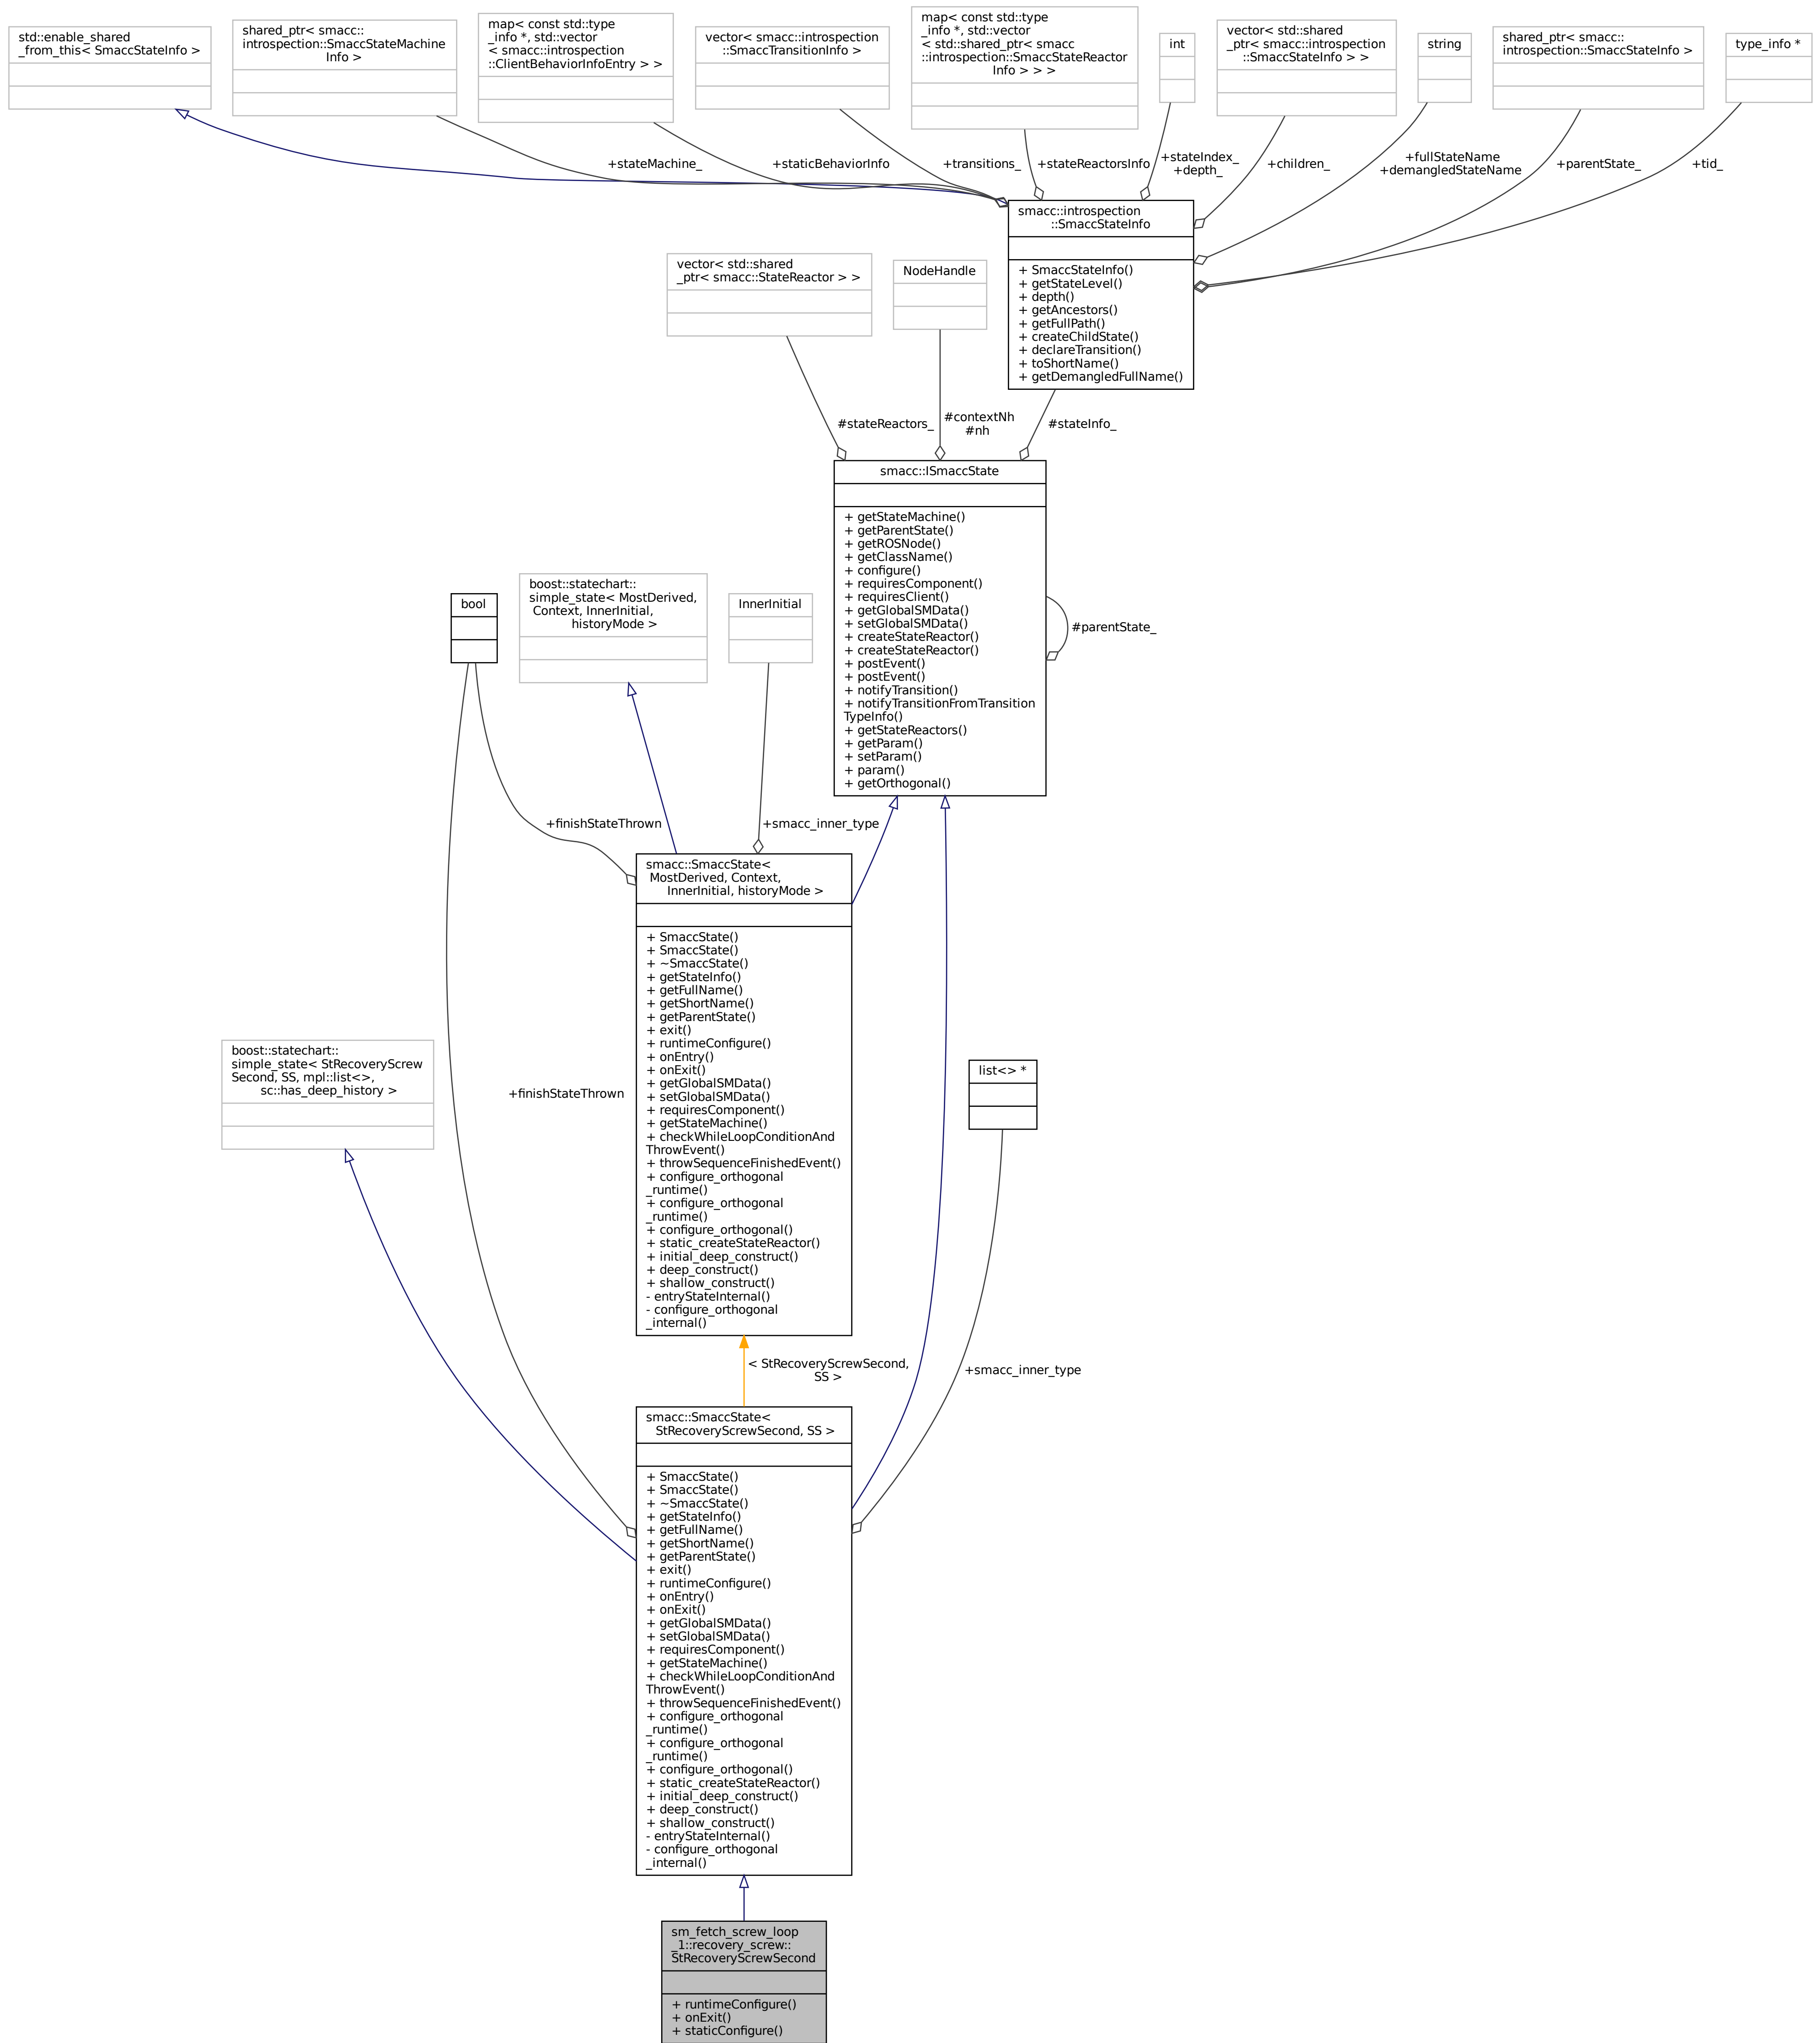 std::enable_shared
_from_this< SmaccStateInfo >
shared_ptr< smacc::
introspection::SmaccStateMachine
Info >
map< const std::type
_info *, std::vector
< smacc::introspection
::ClientBehaviorInfoEntry > >
vector< smacc::introspection
::SmaccTransitionInfo >
map< const std::type
_info *, std::vector
< std::shared_ptr< smacc
::introspection::SmaccStateReactor
Info > > >
int
vector< std::shared
_ptr< smacc::introspection
::SmaccStateInfo > >
string
shared_ptr< smacc::
introspection::SmaccStateInfo >
type_info *
+stateMachine_
+staticBehaviorInfo
+transitions_
+stateReactorsInfo
+stateIndex_
+depth_
+children_
+fullStateName
+demangledStateName
+parentState_
+tid_
smacc::introspection
::SmaccStateInfo
+ SmaccStateInfo()
+ getStateLevel()
+ depth()
+ getAncestors()
+ getFullPath()
+ createChildState()
+ declareTransition()
+ toShortName()
+ getDemangledFullName()
vector< std::shared
_ptr< smacc::StateReactor > >
NodeHandle
#stateReactors_
#contextNh
#nh
#stateInfo_
smacc::ISmaccState
+ getStateMachine()
+ getParentState()
+ getROSNode()
+ getClassName()
+ configure()
+ requiresComponent()
+ requiresClient()
+ getGlobalSMData()
+ setGlobalSMData()
+ createStateReactor()
+ createStateReactor()
+ postEvent()
+ postEvent()
+ notifyTransition()
+ notifyTransitionFromTransition
TypeInfo()
+ getStateReactors()
+ getParam()
+ setParam()
+ param()
+ getOrthogonal()
#parentState_
bool
boost::statechart::
simple_state< MostDerived,
Context, InnerInitial,
historyMode >
InnerInitial
+finishStateThrown
+smacc_inner_type
smacc::SmaccState<
MostDerived, Context,
InnerInitial, historyMode >
+ SmaccState()
+ SmaccState()
+ ~SmaccState()
+ getStateInfo()
+ getFullName()
+ getShortName()
+ getParentState()
+ exit()
+ runtimeConfigure()
+ onEntry()
+ onExit()
+ getGlobalSMData()
+ setGlobalSMData()
+ requiresComponent()
+ getStateMachine()
+ checkWhileLoopConditionAnd
ThrowEvent()
+ throwSequenceFinishedEvent()
+ configure_orthogonal
_runtime()
+ configure_orthogonal
_runtime()
+ configure_orthogonal()
+ static_createStateReactor()
+ initial_deep_construct()
+ deep_construct()
+ shallow_construct()
- entryStateInternal()
- configure_orthogonal
_internal()
boost::statechart::
simple_state< StRecoveryScrew
Second, SS, mpl::list<>,
sc::has_deep_history >
+finishStateThrown
list<> *
< StRecoveryScrewSecond,
SS >
+smacc_inner_type
smacc::SmaccState<
StRecoveryScrewSecond, SS >
+ SmaccState()
+ SmaccState()
+ ~SmaccState()
+ getStateInfo()
+ getFullName()
+ getShortName()
+ getParentState()
+ exit()
+ runtimeConfigure()
+ onEntry()
+ onExit()
+ getGlobalSMData()
+ setGlobalSMData()
+ requiresComponent()
+ getStateMachine()
+ checkWhileLoopConditionAnd
ThrowEvent()
+ throwSequenceFinishedEvent()
+ configure_orthogonal
_runtime()
+ configure_orthogonal
_runtime()
+ configure_orthogonal()
+ static_createStateReactor()
+ initial_deep_construct()
+ deep_construct()
+ shallow_construct()
- entryStateInternal()
- configure_orthogonal
_internal()
sm_fetch_screw_loop
_1::recovery_screw::
StRecoveryScrewSecond
+ runtimeConfigure()
+ onExit()
+ staticConfigure()